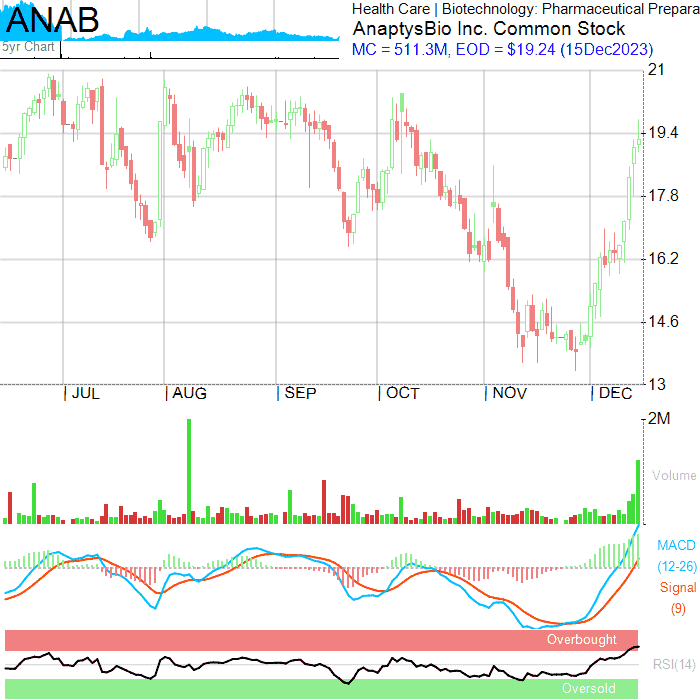 ANAB
5yr Chart
Health Care | Biotechnology: Pharmaceutical Prepara
AnaptysBio Inc. Common Stock
MC = 511.3M, EOD = $19.24 (15Dec2023)
21
19.4
17.8
16.2
14.6
13
JUL AUG SEP OCT NOV DEC
2M
Volume
MACD
(12-26)
Signal
(9)
Overbought
RSI(14)
Oversold